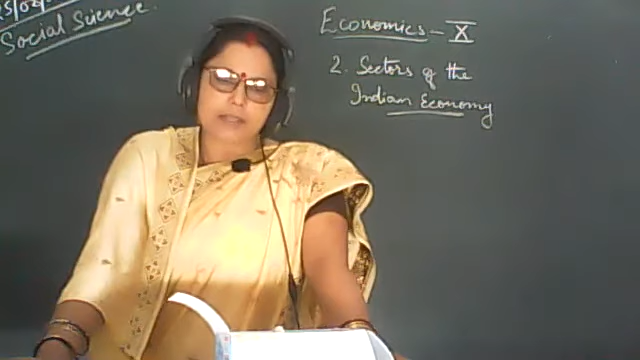 Social Science.
Economics - X
2. Sectors of the
Indian Economy